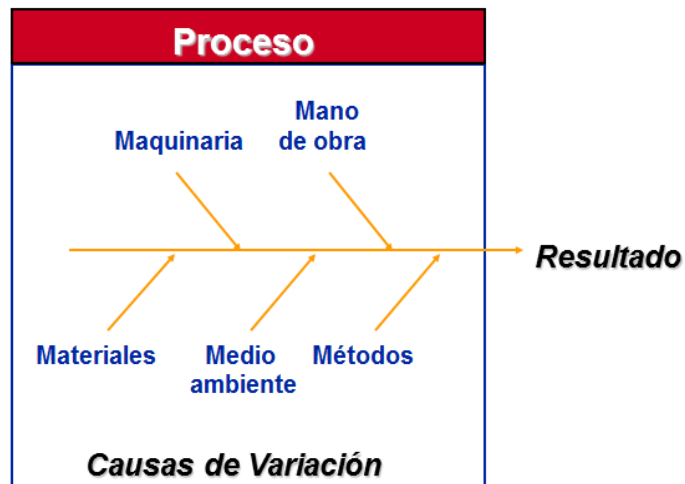 Proceso
Mano
Maquinaria de obra
Resultado
Materiales Medio Métodos
ambiente
Causas de Variación